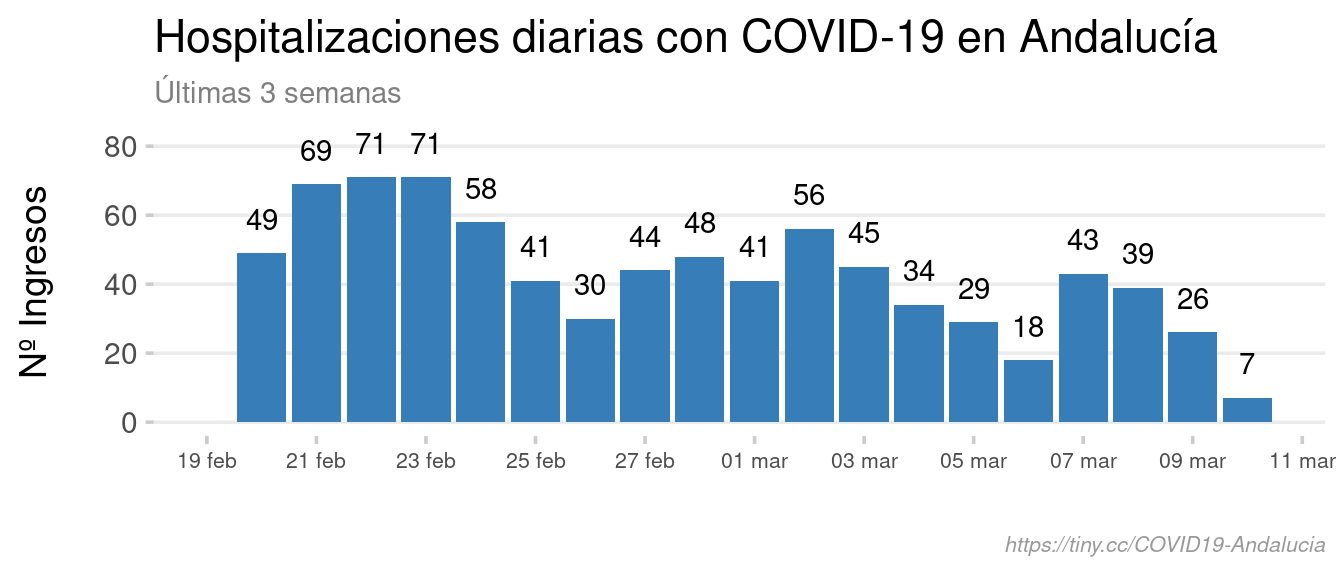 Hospitalizaciones diarias con COVID-19 en Andalucía
Últimas 3 semanas
Nº Ingresos
80
60
40
20
0
49
69
71
71
58
41
30
44
48
41
56
45
34
29
18
43
39
26
7
19 feb
21 feb
23 feb
25 feb
27 feb
01 mar
03 mar
05 mar
07 mar
09 mar
11 mar
https://tiny.cc/COVID19-Andalucia